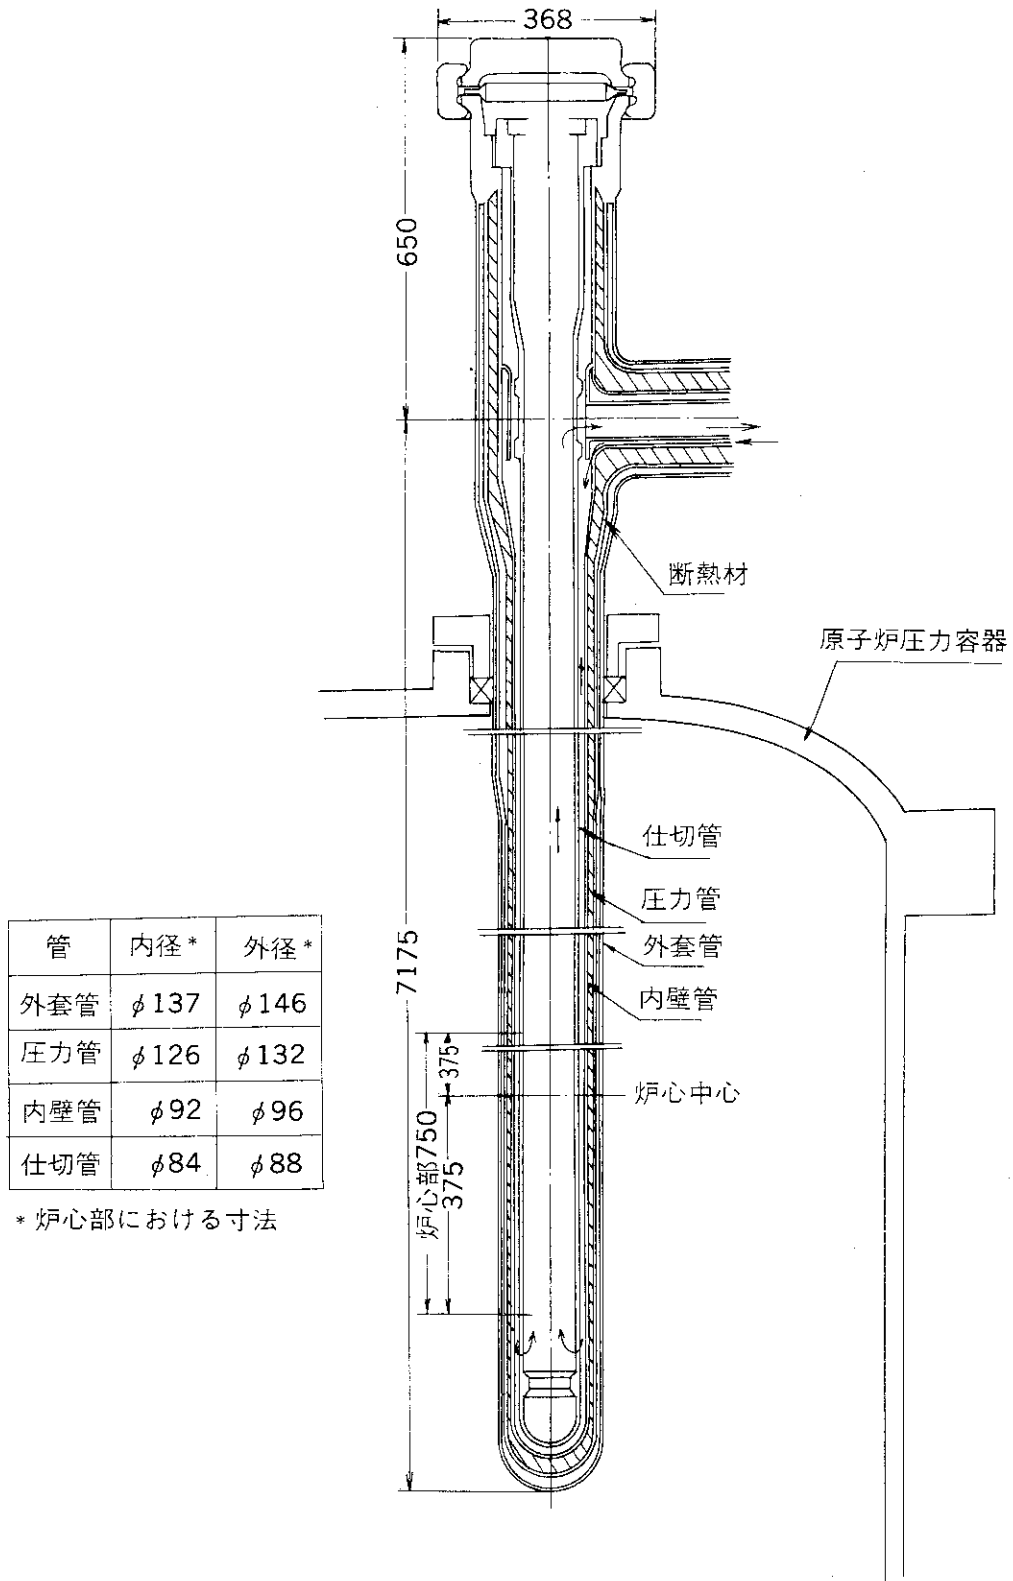 368
650
断熱材
原子炉圧力容器
仕切管
圧力管
外套管
内壁管
7175
375
炉心中心
炉心部750
375
管 内径* 外径*
外套管 φ137 φ146
圧力管 φ126 φ132
内壁管 φ92 φ96
仕切管 φ84 φ88
* 炉心部における寸法